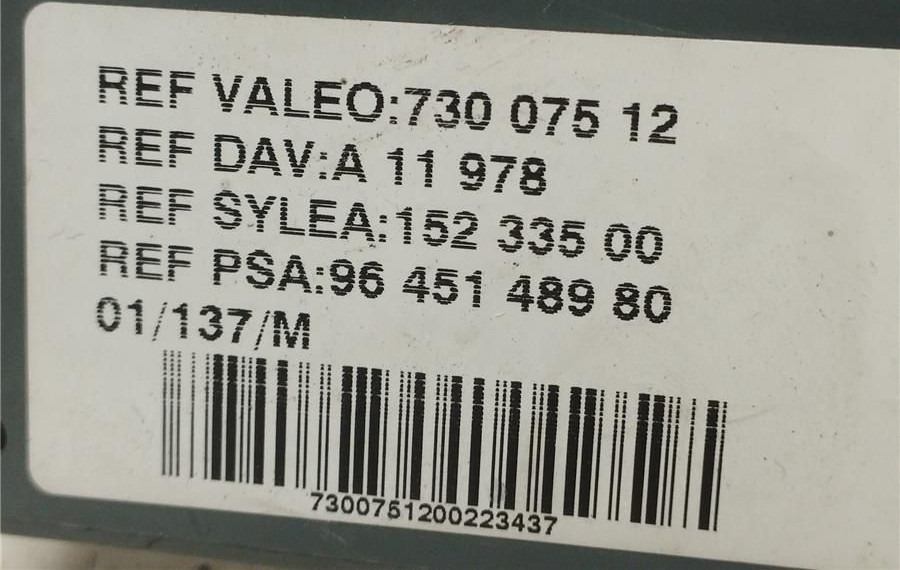 REF VALEO:730 075 12
REF DAV:A 11 978
REF SYLEA:152 335 00
REF PSA:96 451 489 80
01/137/M
7300751200223437